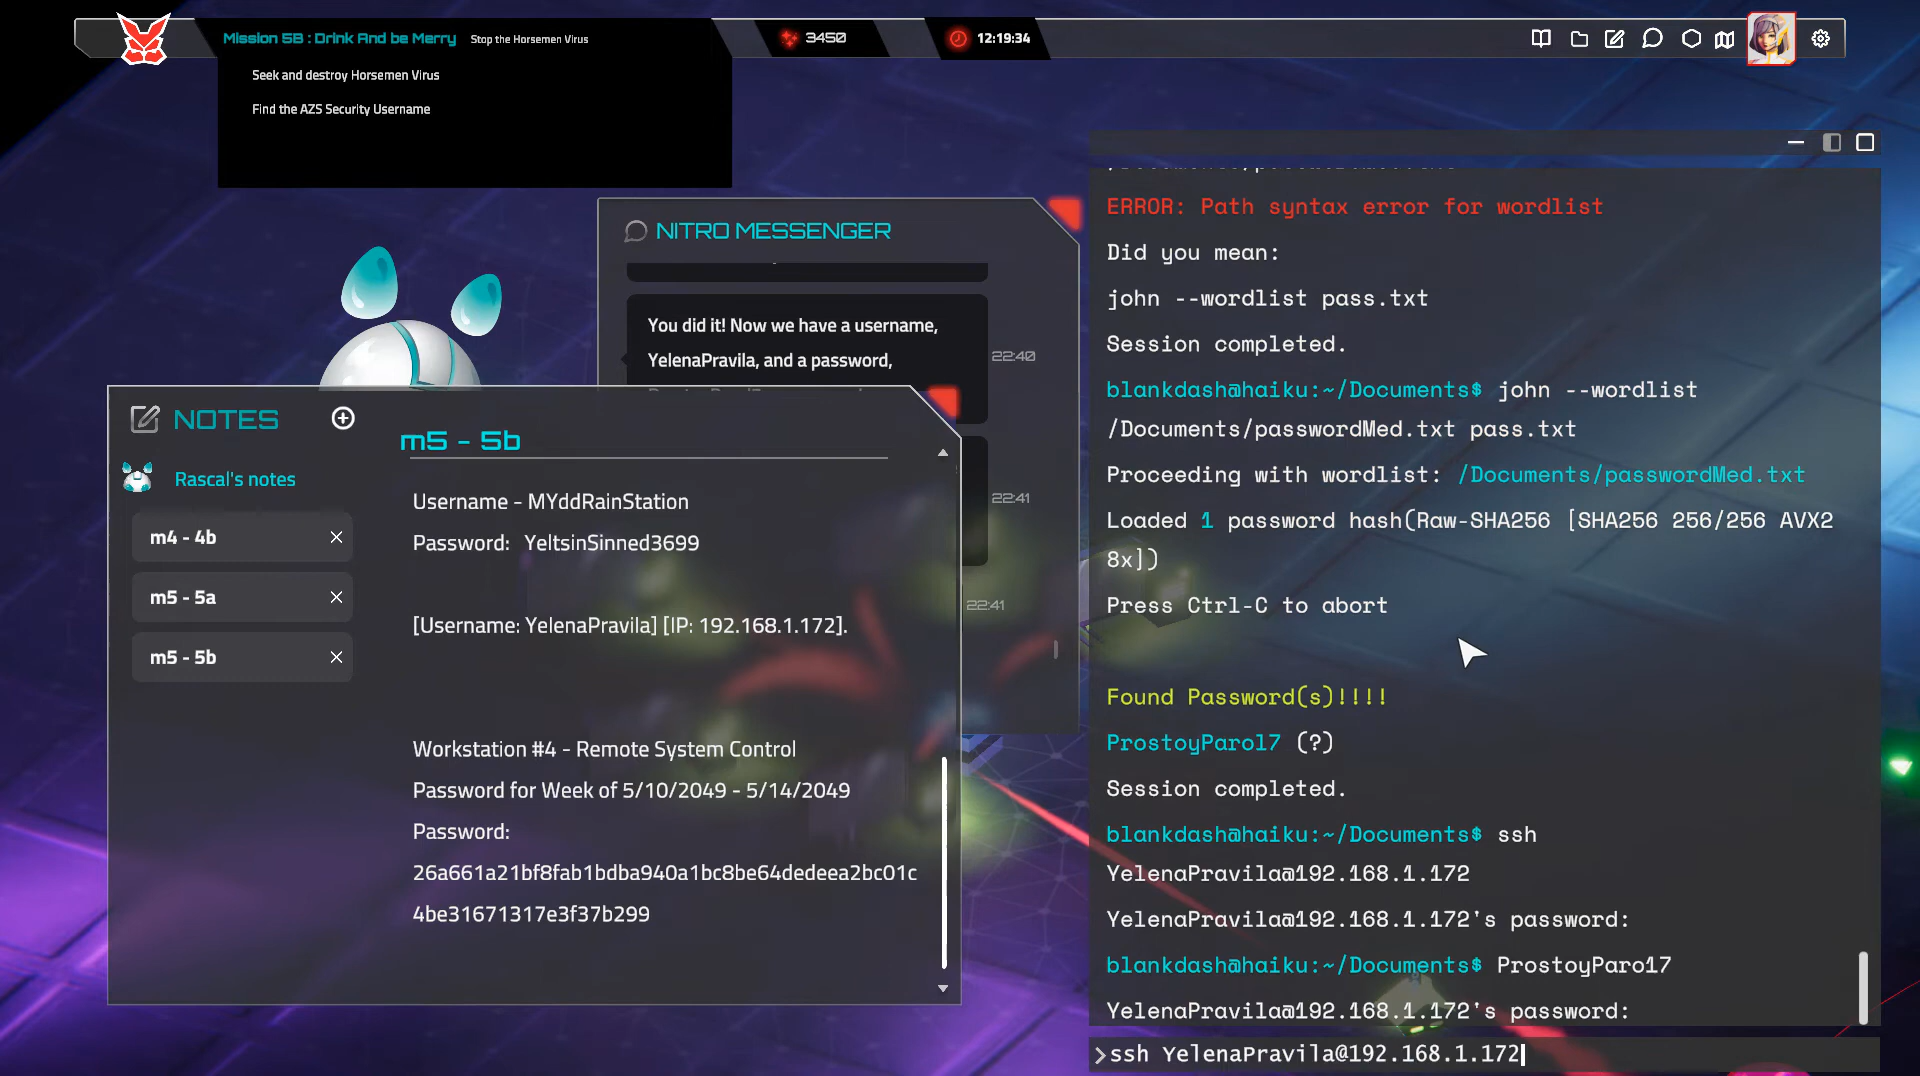 Mission 5B : Drink And be Merry Stop the Horsemen Virus
3450
12:19:34
Seek and destroy Horsemen Virus
Find the AZS Security Username
NITRO MESSENGER
You did it! Now we have a username,
YelenaPravila, and a password,
22:40
22:41
22:41
NOTES
Rascal's notes
m4 - 4b
m5 - 5a
m5 - 5b
m5 - 5b
Username - MYddRainStation
Password: YeltsinSinned3699
[Username: YelenaPravila] [IP: 192.168.1.172].
Workstation #4 - Remote System Control
Password for Week of 5/10/2049 - 5/14/2049
Password:
26a661a21bf8fab1bdba940a1bc8be64dedeea2bc01c
4be31671317e3f37b299
ERROR: Path syntax error for wordlist
Did you mean:
john --wordlist pass.txt
Session completed.
blankdash@haiku:~/Documents$ john --wordlist
/Documents/passwordMed.txt pass.txt
Proceeding with wordlist: /Documents/passwordMed.txt
Loaded 1 password hash(Raw-SHA256 [SHA256 256/256 AVX2
8x])
Press Ctrl-C to abort
Found Password(s)!!!!
ProstoyParol7 (?)
Session completed.
blankdash@haiku:~/Documents$ ssh
YelenaPravila@192.168.1.172
YelenaPravila@192.168.1.172's password:
blankdash@haiku:~/Documents$ ProstoyParo17
YelenaPravila@192.168.1.172's password:
>ssh YelenaPravila@192.168.1.172